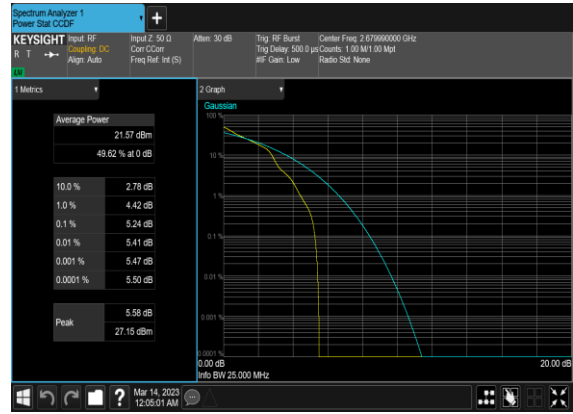 Spectrum Analyzer 1
Power Stat CCDF
KEYSIGHT
R T
LU
Input: RF
Coupling: DC
Align: Auto
Input Z: 50 Ω
Corr CCorr
Freq Ref: Int (S)
Atten: 30 dB
Trig: RF Burst
Trig Delay: 500.0 µs
#IF Gain: Low
Center Freq: 2.679990000 GHz
Counts: 1.00 M/1.00 Mpt
Radio Std: None
1 Metrics
Average Power
21.57 dBm
49.62 % at 0 dB
10.0 % 2.78 dB
1.0 % 4.42 dB
0.1 % 5.24 dB
0.01 % 5.41 dB
0.001 % 5.47 dB
0.0001 % 5.50 dB
Peak
5.58 dB
27.15 dBm
2 Graph
Gaussian
100 %
10 %
1 %
0.1 %
0.01 %
0.001 %
0.0001 %
0.00 dB
20.00 dB
Info BW 25.000 MHz
Mar 14, 2023
12:05:01 AM